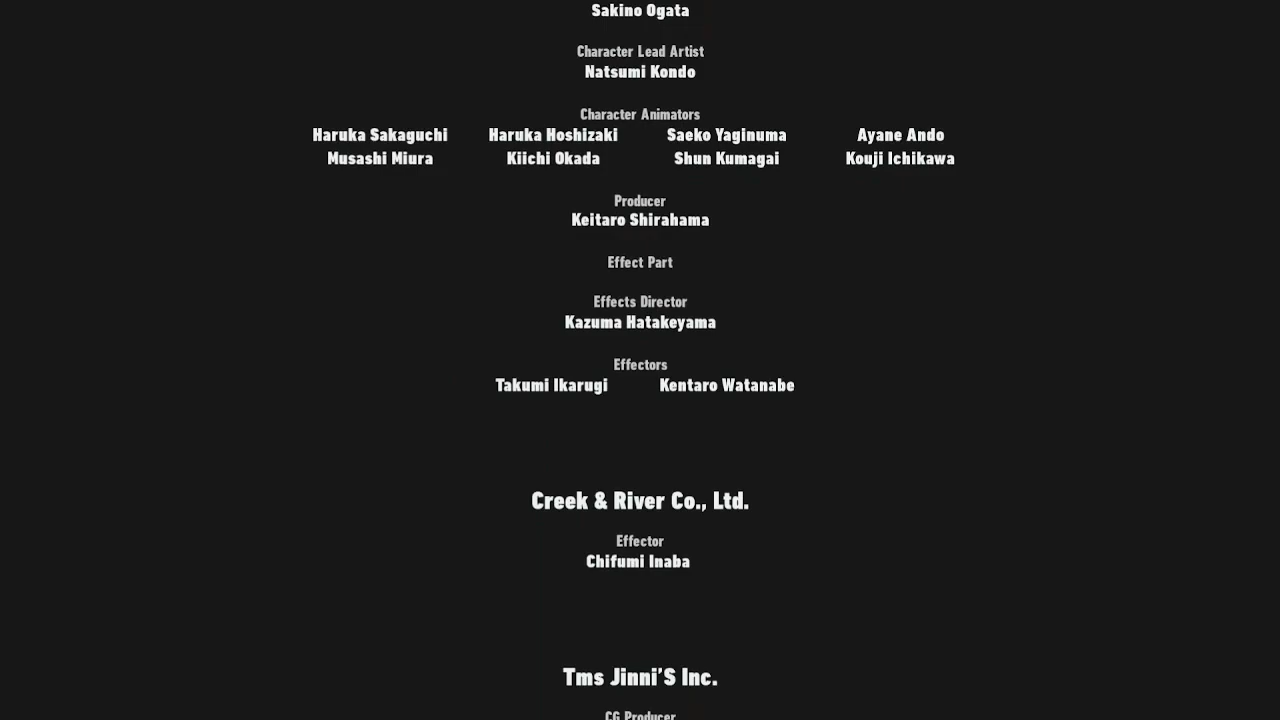 Sakino Ogata
Character Lead Artist
Natsumi Kondo
Character Animators
Haruka Sakaguchi Haruka Hoshizaki Saeko Yaginuma Ayane Ando
Musashi Miura Kiichi Okada Shun Kumagai Kouji Ichikawa
Producer
Keitaro Shirahama
Effect Part
Effects Director
Kazuma Hatakeyama
Effectors
Takumi Ikarugi Kentaro Watanabe
Creek & River Co., Ltd.
Effector
Chifumi Inaba
Tms Jinni'S Inc.
CG Producer